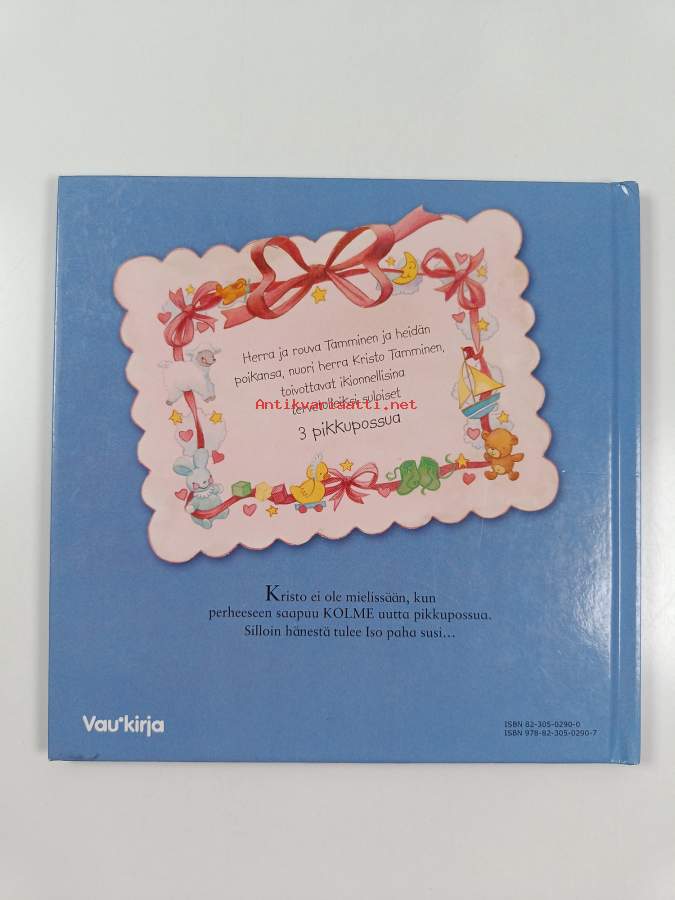 Herra ja rouva Tamminen ja heidän
poikansa, nuori herra Kristo Tamminen,
toivottavat ikionnellisina
Antikvariaatti.net
tervetulleiksi suloiset
3 pikkupossua
Kristo ei ole mielissään, kun
perheeseen saapuu KOLME uutta pikkupossua.
Silloin hänestä tulee Iso paha susi...
Vau•kirja
ISBN 82-305-0290-0
ISBN 978-82-305-0290-7